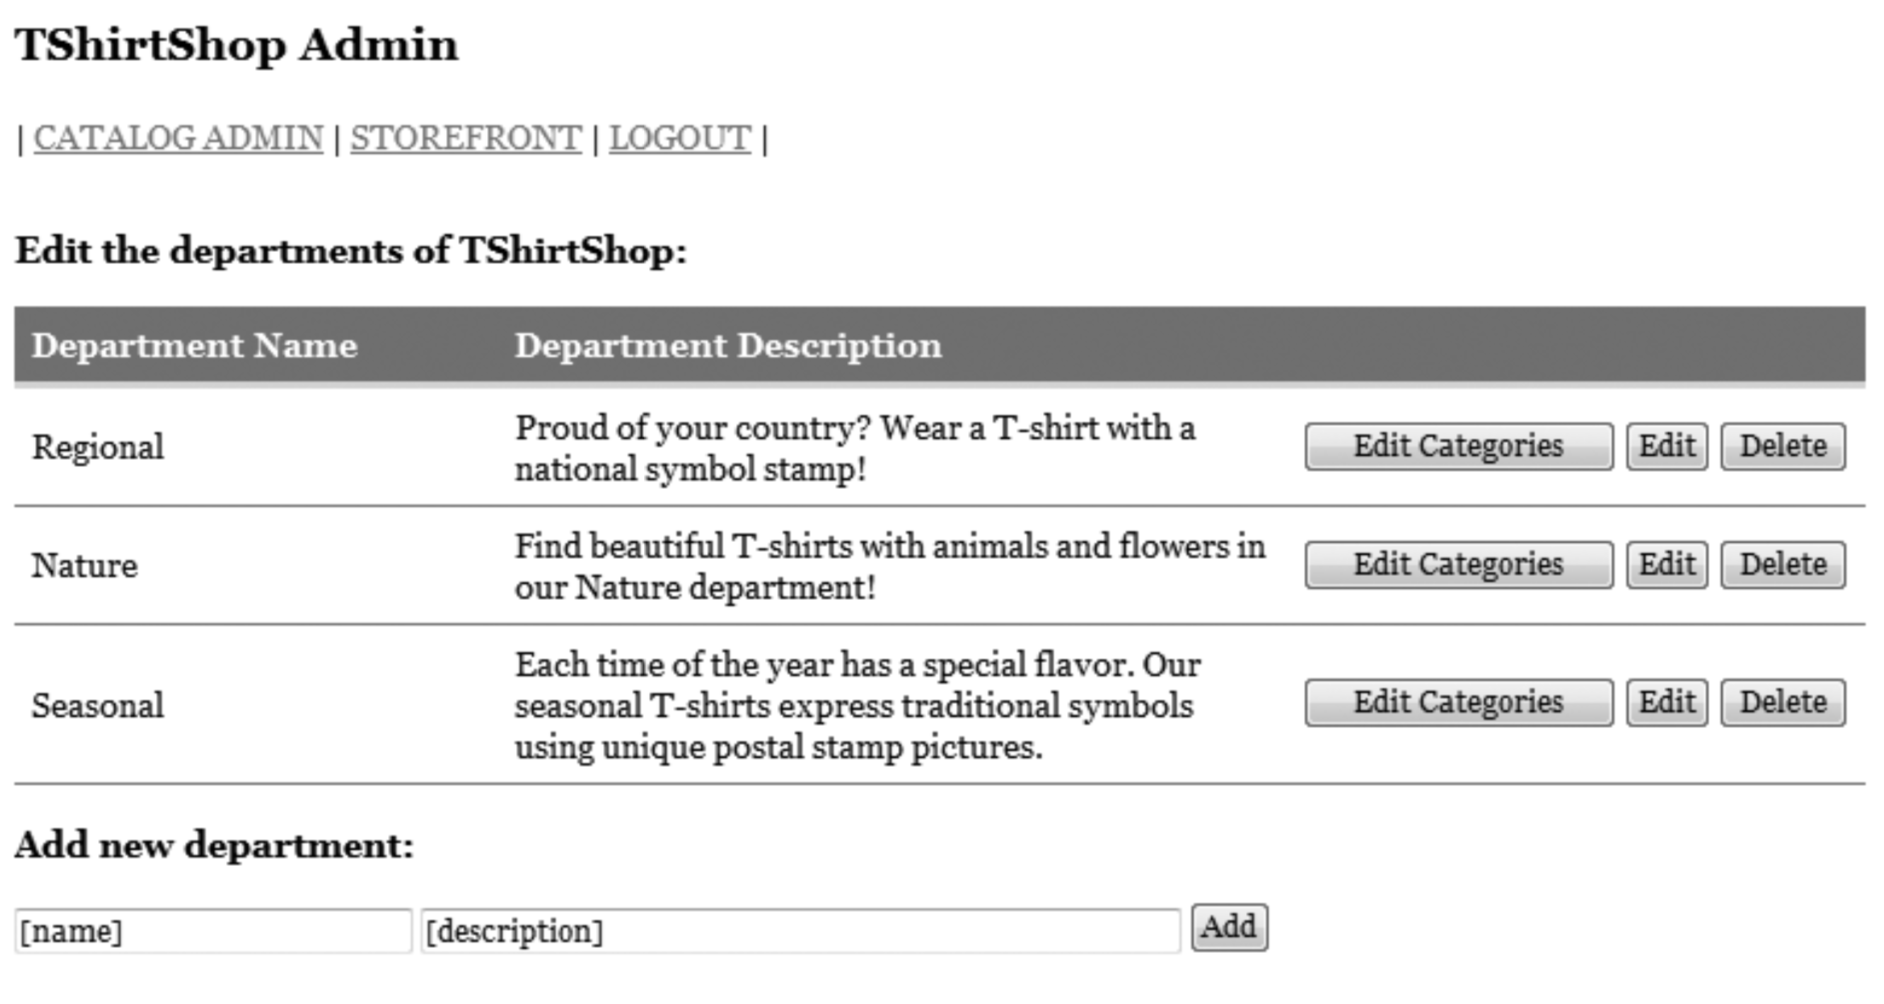 TShirtShop Admin
| CATALOG ADMIN | STOREFRONT | LOGOUT |
Edit the departments of TShirtShop:
Department Name Department Description
Regional Proud of your country? Wear a T-shirt with a national symbol stamp! Edit Categories Edit Delete
Nature Find beautiful T-shirts with animals and flowers in our Nature department! Edit Categories Edit Delete
Seasonal Each time of the year has a special flavor. Our seasonal T-shirts express traditional symbols using unique postal stamp pictures. Edit Categories Edit Delete
Add new department:
[name] [description] Add